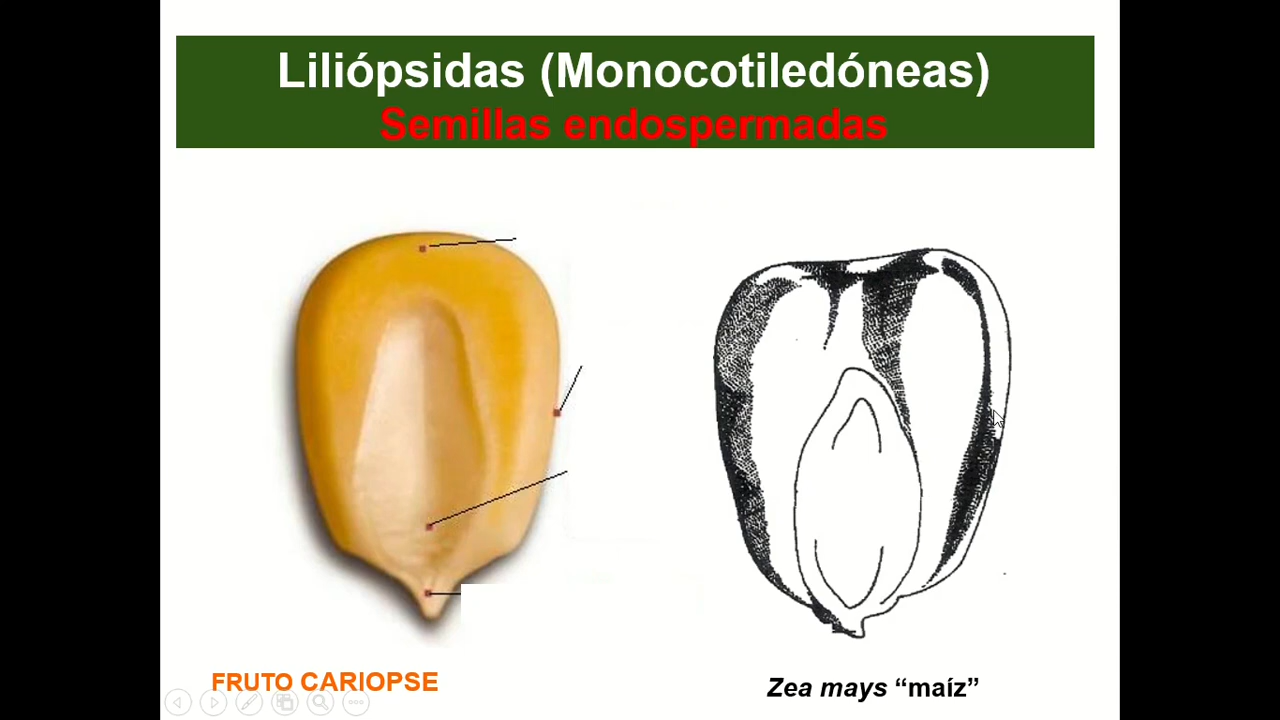 Liliópsidas (Monocotiledóneas)
Semillas endospermadas
FRUTO CARIOPSE
Zea mays “maíz”